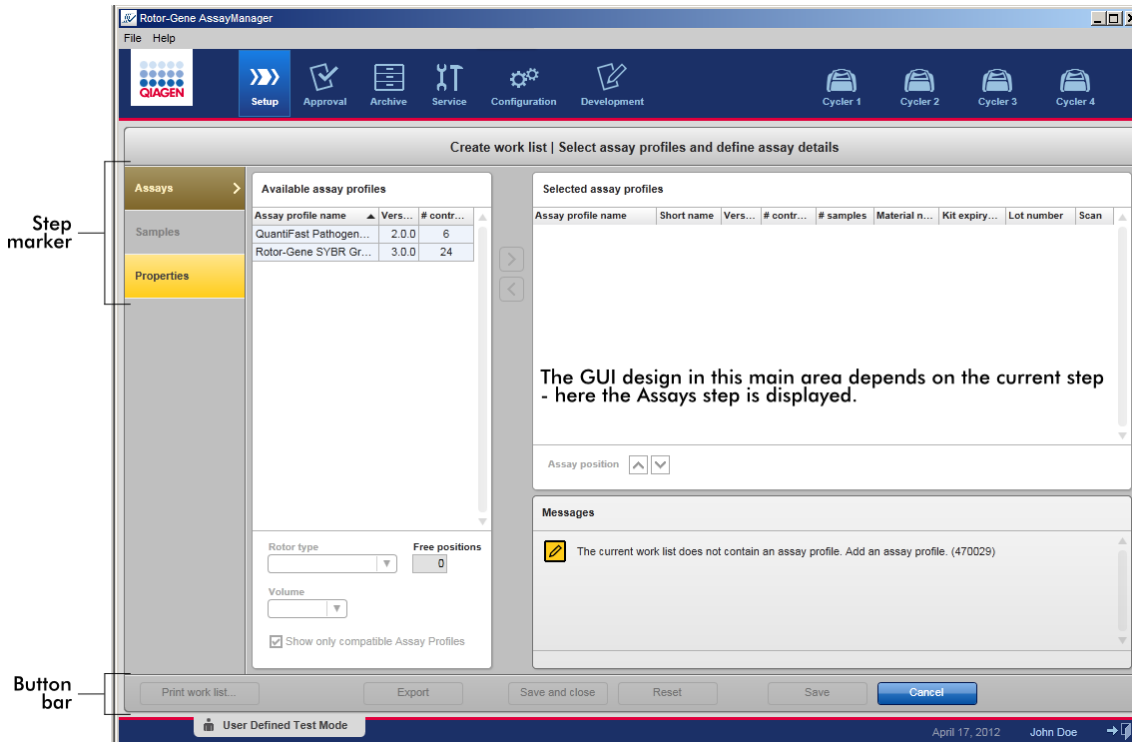 Rotor-Gene AssayManager
File Help
QIAGEN
Setup Approval Archive Service Configuration Development Cycler 1 Cycler 2 Cycler 3 Cycler 4
Create work list | Select assay profiles and define assay details
Step marker
Assays
Samples
Properties
Available assay profiles
Assay profile name Vers... # contr...
QuantiFast Pathogen... 2.0.0 6
Rotor-Gene SYBR Gr... 3.0.0 24
Rotor type Free positions
0
Volume
Show only compatible Assay Profiles
Selected assay profiles
Assay profile name Short name Vers... # contr... # samples Material n... Kit expiry... Lot number Scan
The GUI design in this main area depends on the current step
- here the Assays step is displayed.
Assay position
Messages
The current work list does not contain an assay profile. Add an assay profile. (470029)
Button bar
Print work list... Export Save and close Reset Save Cancel
User Defined Test Mode
April 17, 2012 John Doe